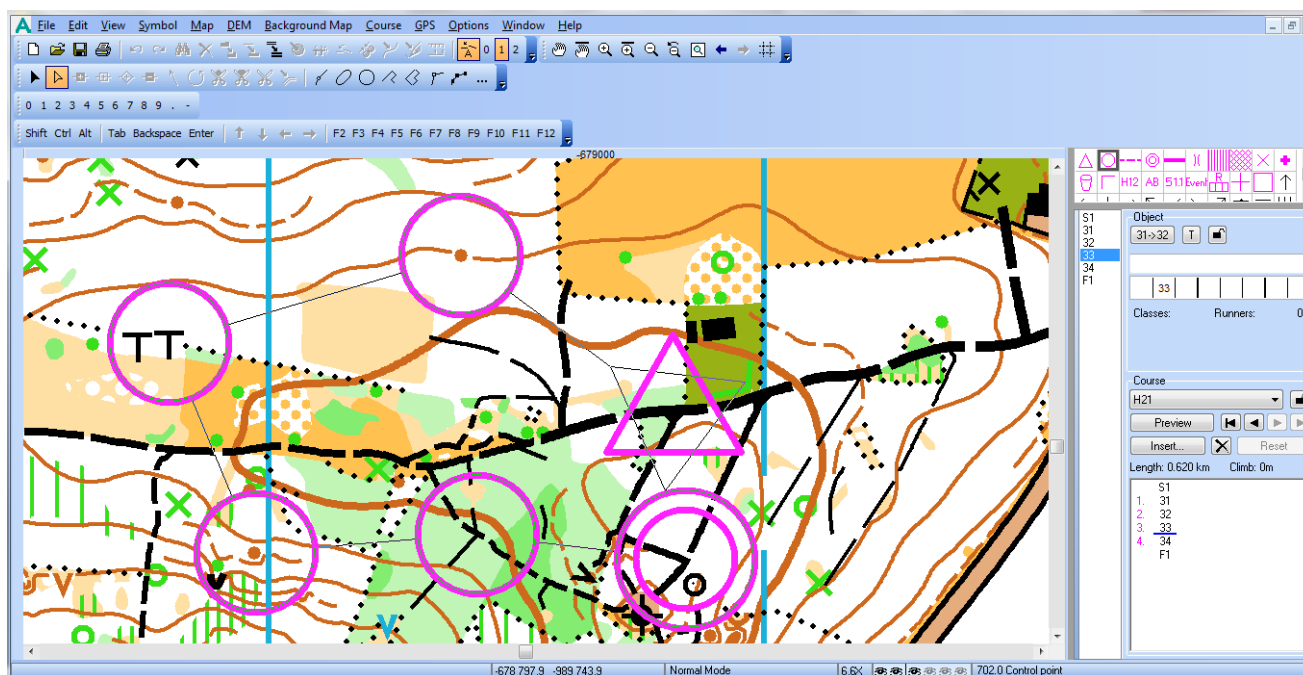 File Edit View Symbol Map DEM Background Map Course GPS Options Window Help
0 1 2
0 1 2 3 4 5 6 7 8 9 . -
Shift Ctrl Alt Tab Backspace Enter F2 F3 F4 F5 F6 F7 F8 F9 F10 F11 F12
-679000
H12 AB 511 Event R
S1
31
32
33
34
F1
Object
31->32 T
33
Classes: Runners: 0
Course
H21
Preview
Insert... Reset
Length: 0.620 km Climb: 0m
S1
1. 31
2. 32
3. 33
4. 34
F1
TT
-678 797.9 -989 743.9 Normal Mode 6.6X 702.0 Control point